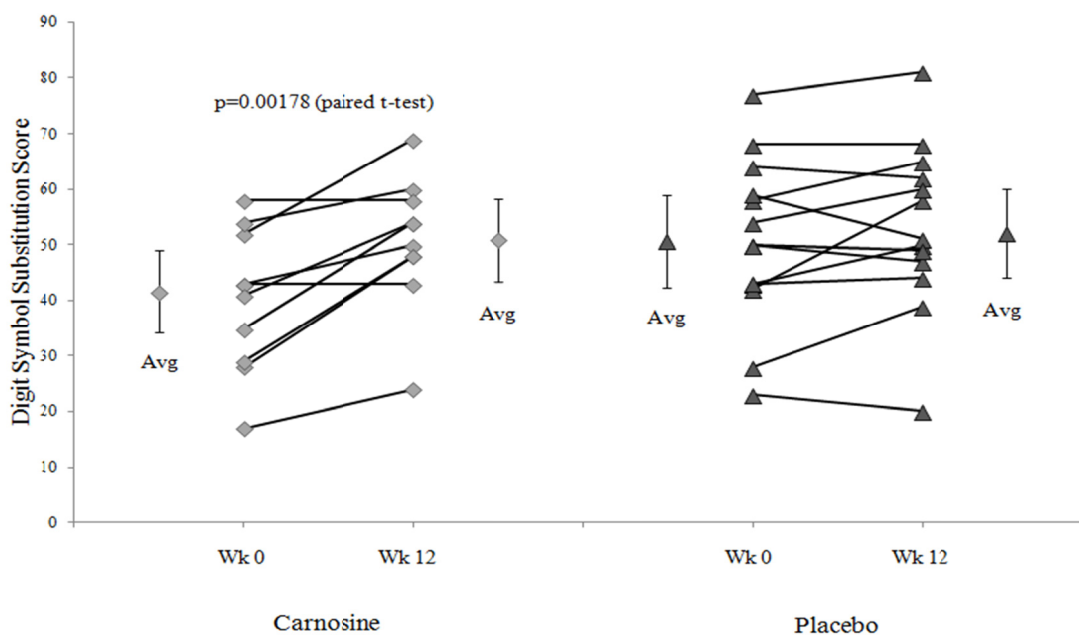 90
80
p=0.00178 (paired t-test)
70
60
50
40
30
20
10
0
Digit Symbol Substitution Score
Avg
Avg
Avg
Avg
Wk 0
Wk 12
Wk 0
Wk 12
Carnosine
Placebo